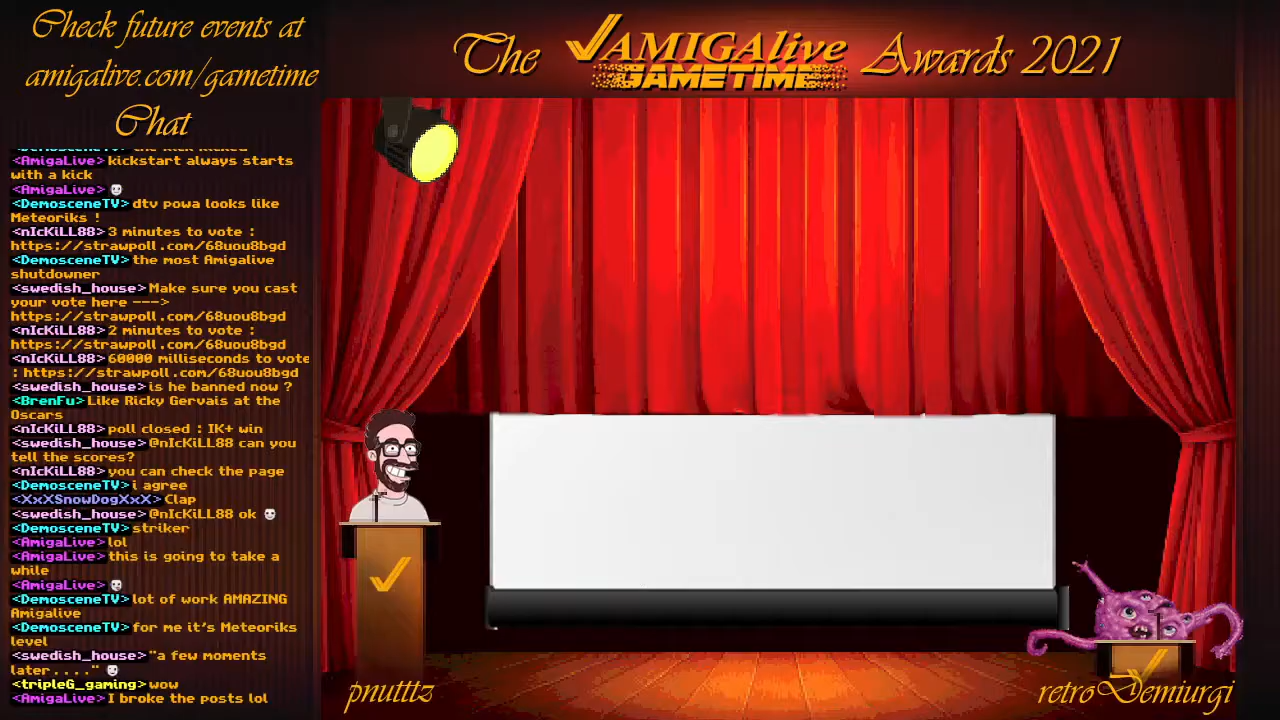 Check future events at
amigalive.com/gametime
Chat
The AMIGAlive GAMETIME Awards 2021
<AmigaLive>kickstart always starts
with a kick
<AmigaLive>
<DemosceneTV>dtv powa looks like
Meteoriks !
<nIcKiLL88>3 minutes to vote :
https://strawpoll.com/68uou8bgd
<DemosceneTV>the most Amigalive
shutdowner
<swedish_house>Make sure you cast
your vote here --->
https://strawpoll.com/68uou8bgd
<nIcKiLL88>2 minutes to vote :
https://strawpoll.com/68uou8bgd
<nIcKiLL88>60000 milliseconds to vote
: https://strawpoll.com/68uou8bgd
<swedish_house>is he banned now ?
<BrenFu>Like Ricky Gervais at the
Oscars
<nIcKiLL88>poll closed : IK+ win
<swedish_house>@nIcKiLL88 can you
tell the scores?
<nIcKiLL88>you can check the page
<DemosceneTV>i agree
<XxXSnowDogXxX>Clap
<swedish_house>@nIcKiLL88 ok
<DemosceneTV>striker
<AmigaLive>lol
<AmigaLive>this is going to take a
while
<AmigaLive>
<DemosceneTV>lot of work AMAZING
Amigalive
<DemosceneTV>for me it's Meteoriks
level
<swedish_house>"a few moments
later...."
<tripleG_gaming>wow
<AmigaLive>I broke the posts lol
pnutttz
retroDemiurgi